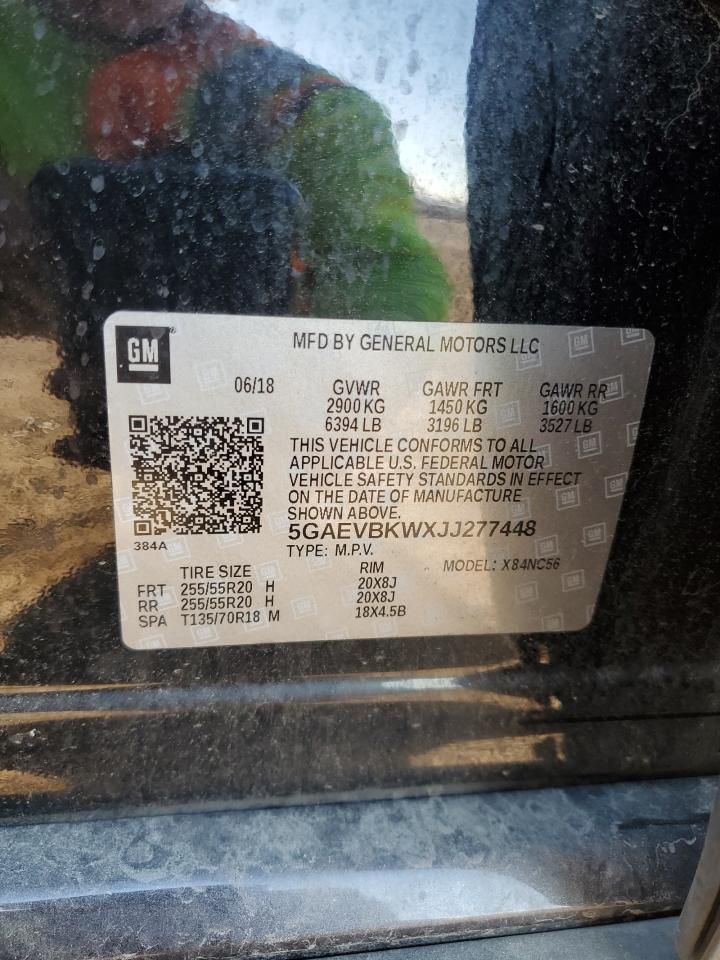 GM
MFD BY GENERAL MOTORS LLC
06/18 GVWR GAWR FRT GAWR RR
2900 KG 1450 KG 1600 KG
6394 LB 3196 LB 3527 LB
THIS VEHICLE CONFORMS TO ALL
APPLICABLE U.S. FEDERAL MOTOR
VEHICLE SAFETY STANDARDS IN EFFECT
ON THE DATE OF MANUFACTURE
SHOWN ABOVE.
5GAEVBKWXJJ277448
384A
TYPE: M.P.V. MODEL: X84NC56
TIRE SIZE RIM
FRT 255/55R20 H 20X8J
RR 255/55R20 H 20X8J
SPA T135/70R18 M 18X4.5B